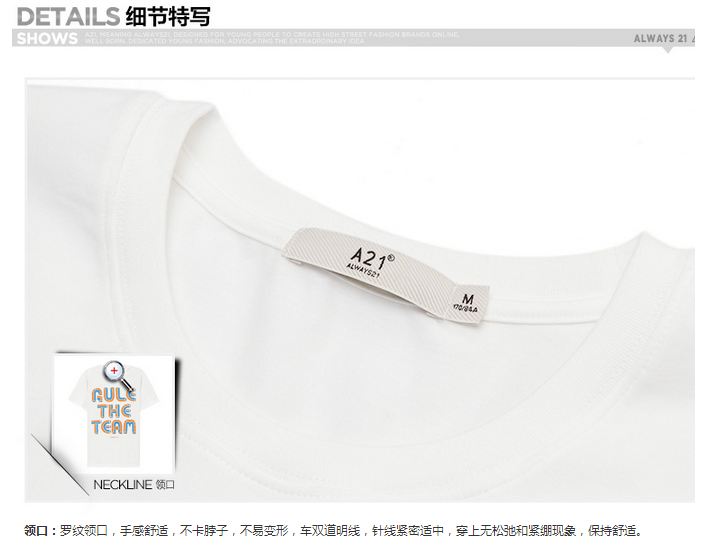 DETAILS 细节特写
SHOWS
A21, MEANING ALWAYS21, DESIGNED FOR YOUNG PEOPLE TO CREATE HIGH STREET FASHION BRANDS ONLINE,
WELL BORN, DEDICATED YOUNG FASHION, ADVOCATING THE EXTRAORDINARY IDEA
ALWAYS 21
A21®
ALWAYS21
M
170/84A
RULE
THE
TEAM
NECKLINE 领口
领口：罗纹领口，手感舒适，不卡脖子，不易变形，车双道明线，针线紧密适中，穿上无松弛和紧绷现象，保持舒适。